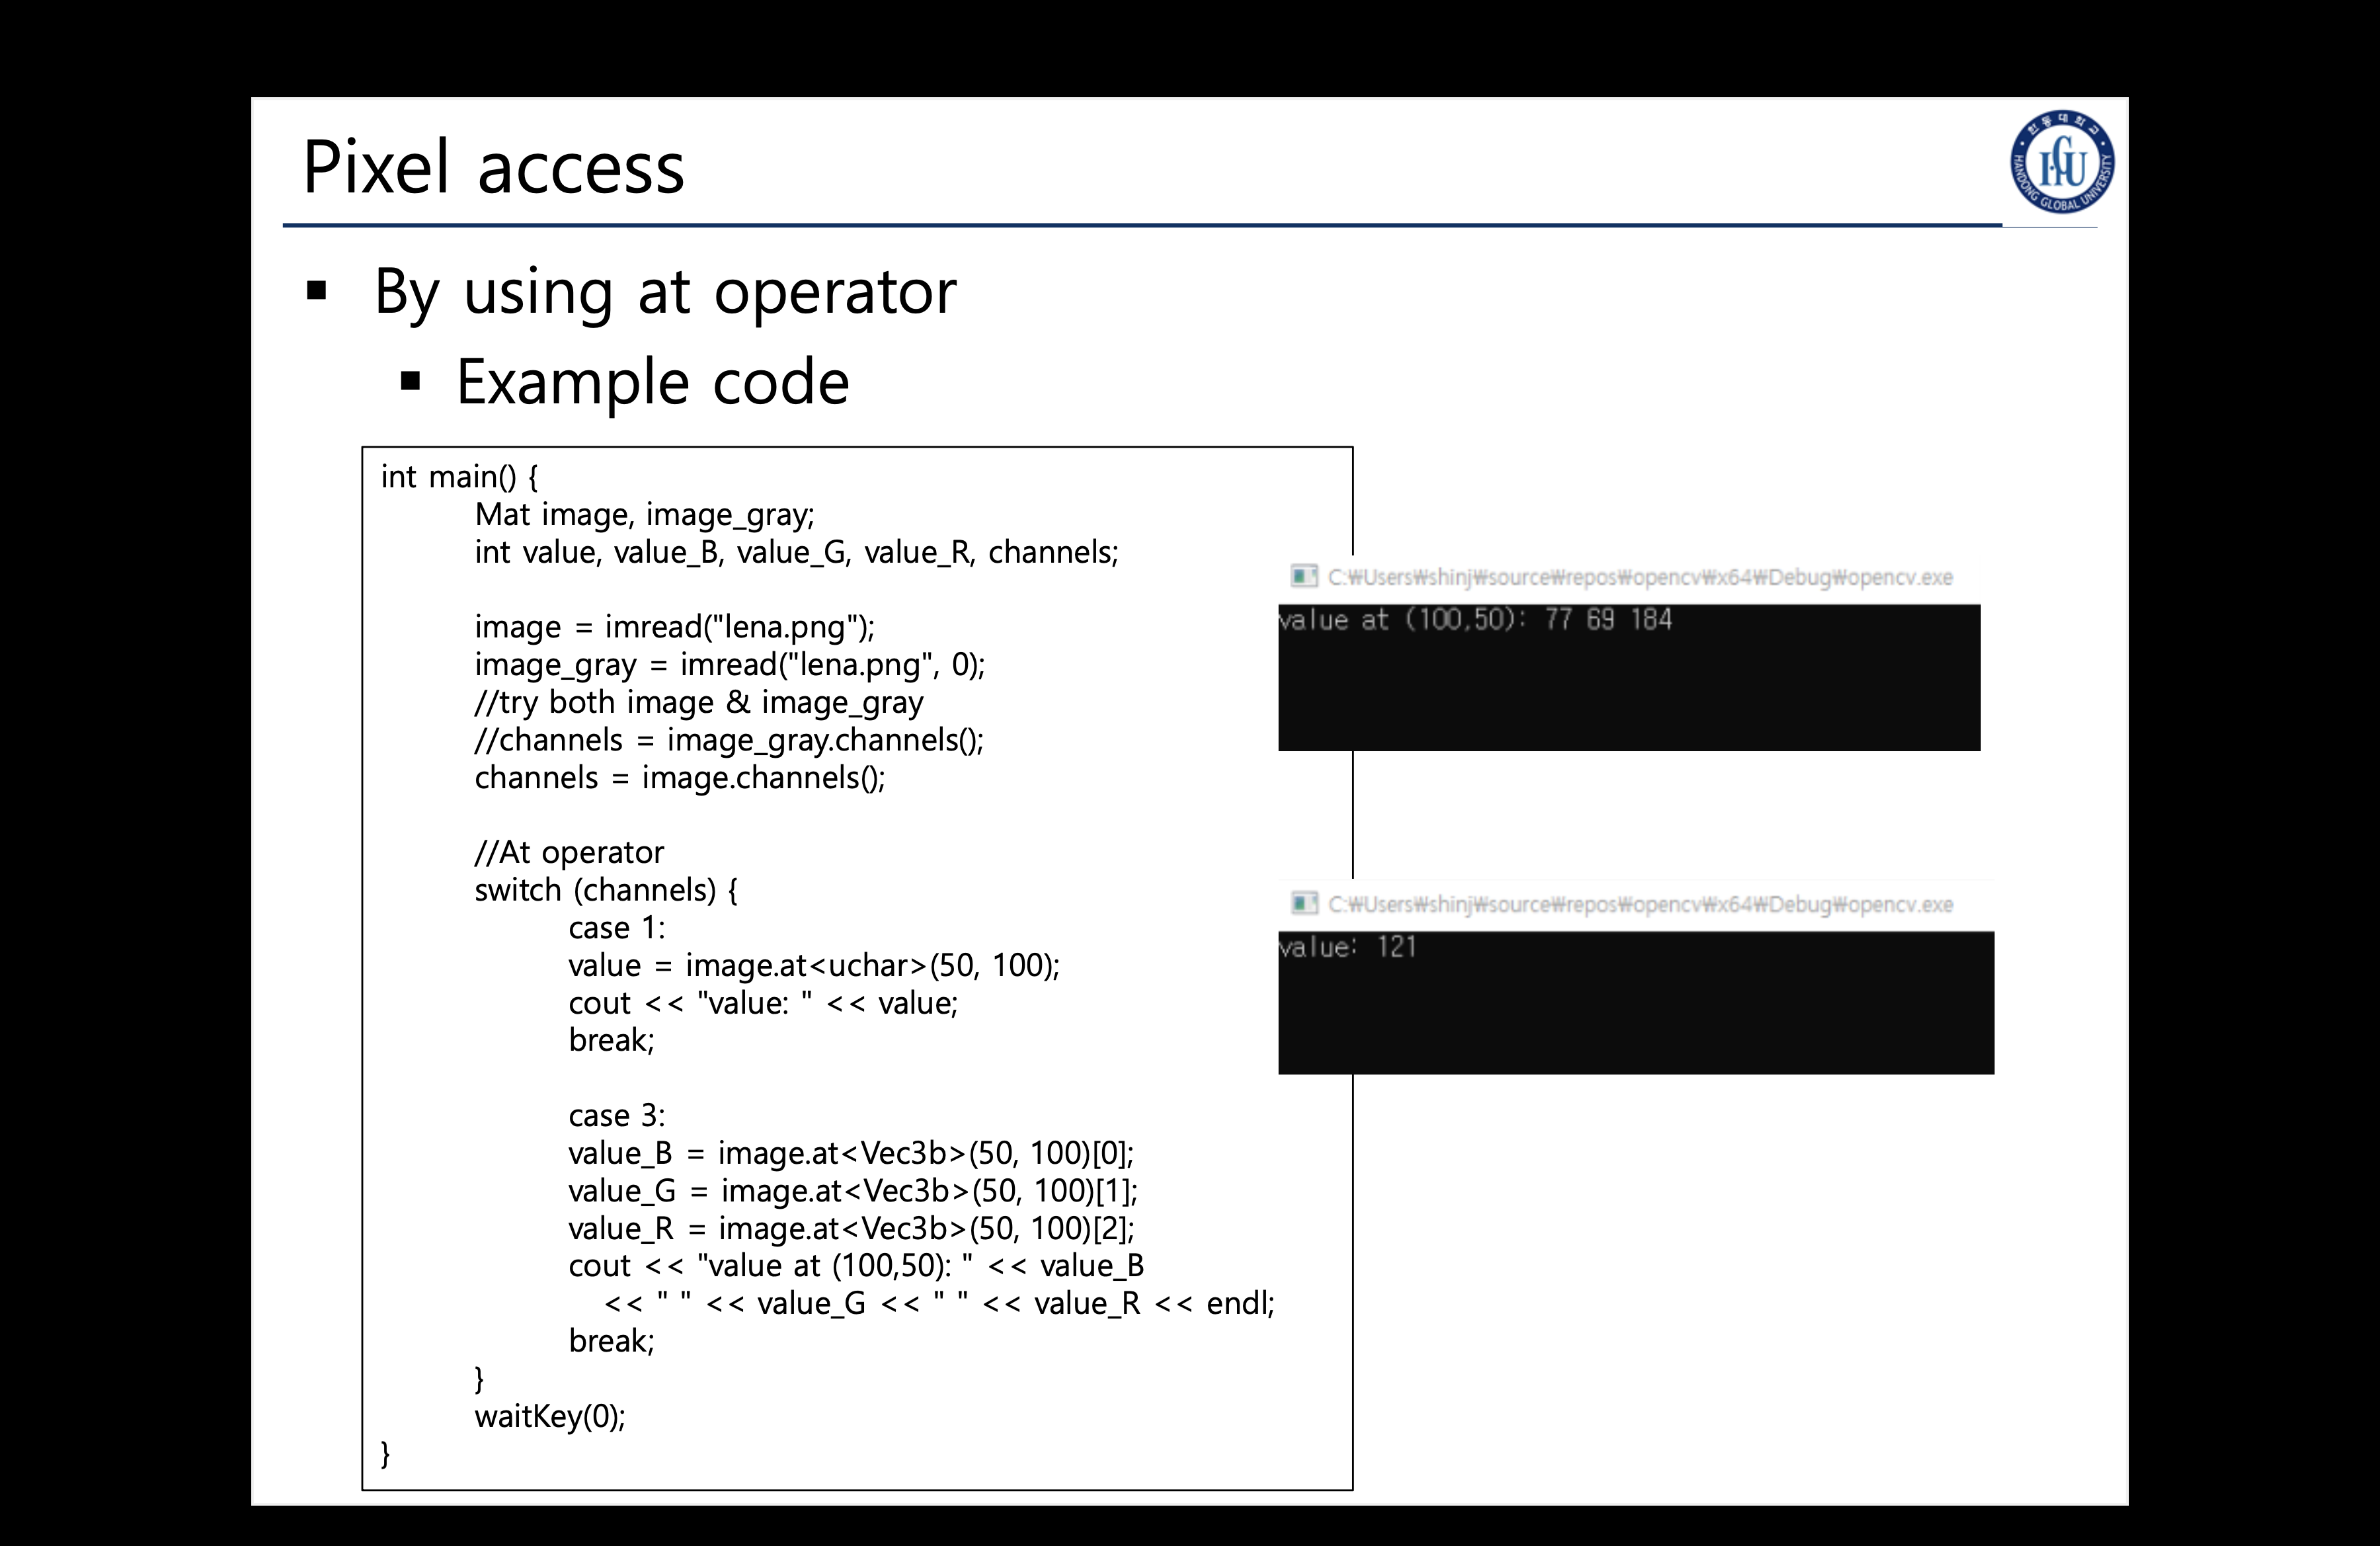 Pixel access
한동대학교
HANDONG GLOBAL UNIVERSITY
HGU
▪ By using at operator
▪ Example code
int main() {
Mat image, image_gray;
int value, value_B, value_G, value_R, channels;
image = imread("lena.png");
image_gray = imread("lena.png", 0);
//try both image & image_gray
//channels = image_gray.channels();
channels = image.channels();
//At operator
switch (channels) {
case 1:
value = image.at<uchar>(50, 100);
cout << "value: " << value;
break;
case 3:
value_B = image.at<Vec3b>(50, 100)[0];
value_G = image.at<Vec3b>(50, 100)[1];
value_R = image.at<Vec3b>(50, 100)[2];
cout << "value at (100,50): " << value_B
<< " " << value_G << " " << value_R << endl;
break;
}
waitKey(0);
}
C:₩Users₩shinj₩source₩repos₩opencv₩x64₩Debug₩opencv.exe
value at (100,50): 77 69 184
C:₩Users₩shinj₩source₩repos₩opencv₩x64₩Debug₩opencv.exe
value: 121